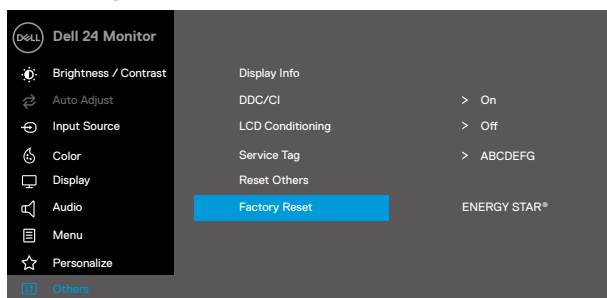 DELL Dell 24 Monitor
Brightness / Contrast Display Info
Auto Adjust DDC/CI > On
Input Source LCD Conditioning > Off
Color Service Tag > ABCDEFG
Display Reset Others
Audio Factory Reset ENERGY STAR®
Menu
Personalize
Others